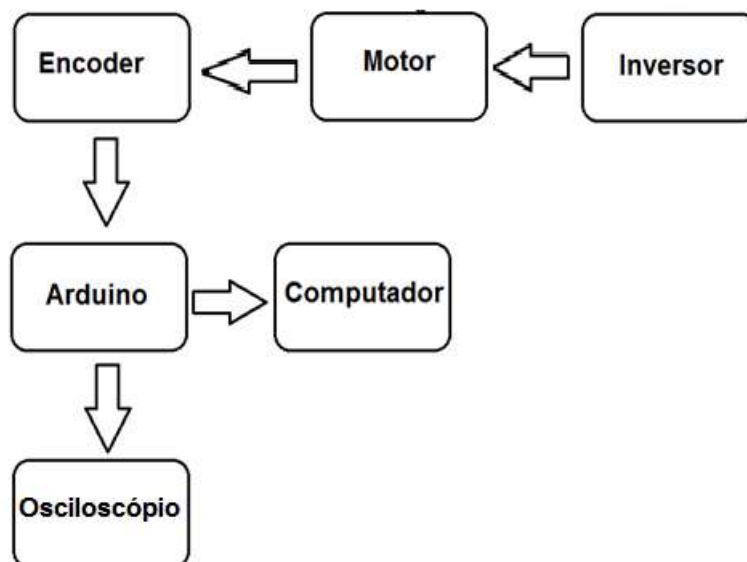 Encoder
Motor
Inversor
Arduino
Computador
Osciloscópio